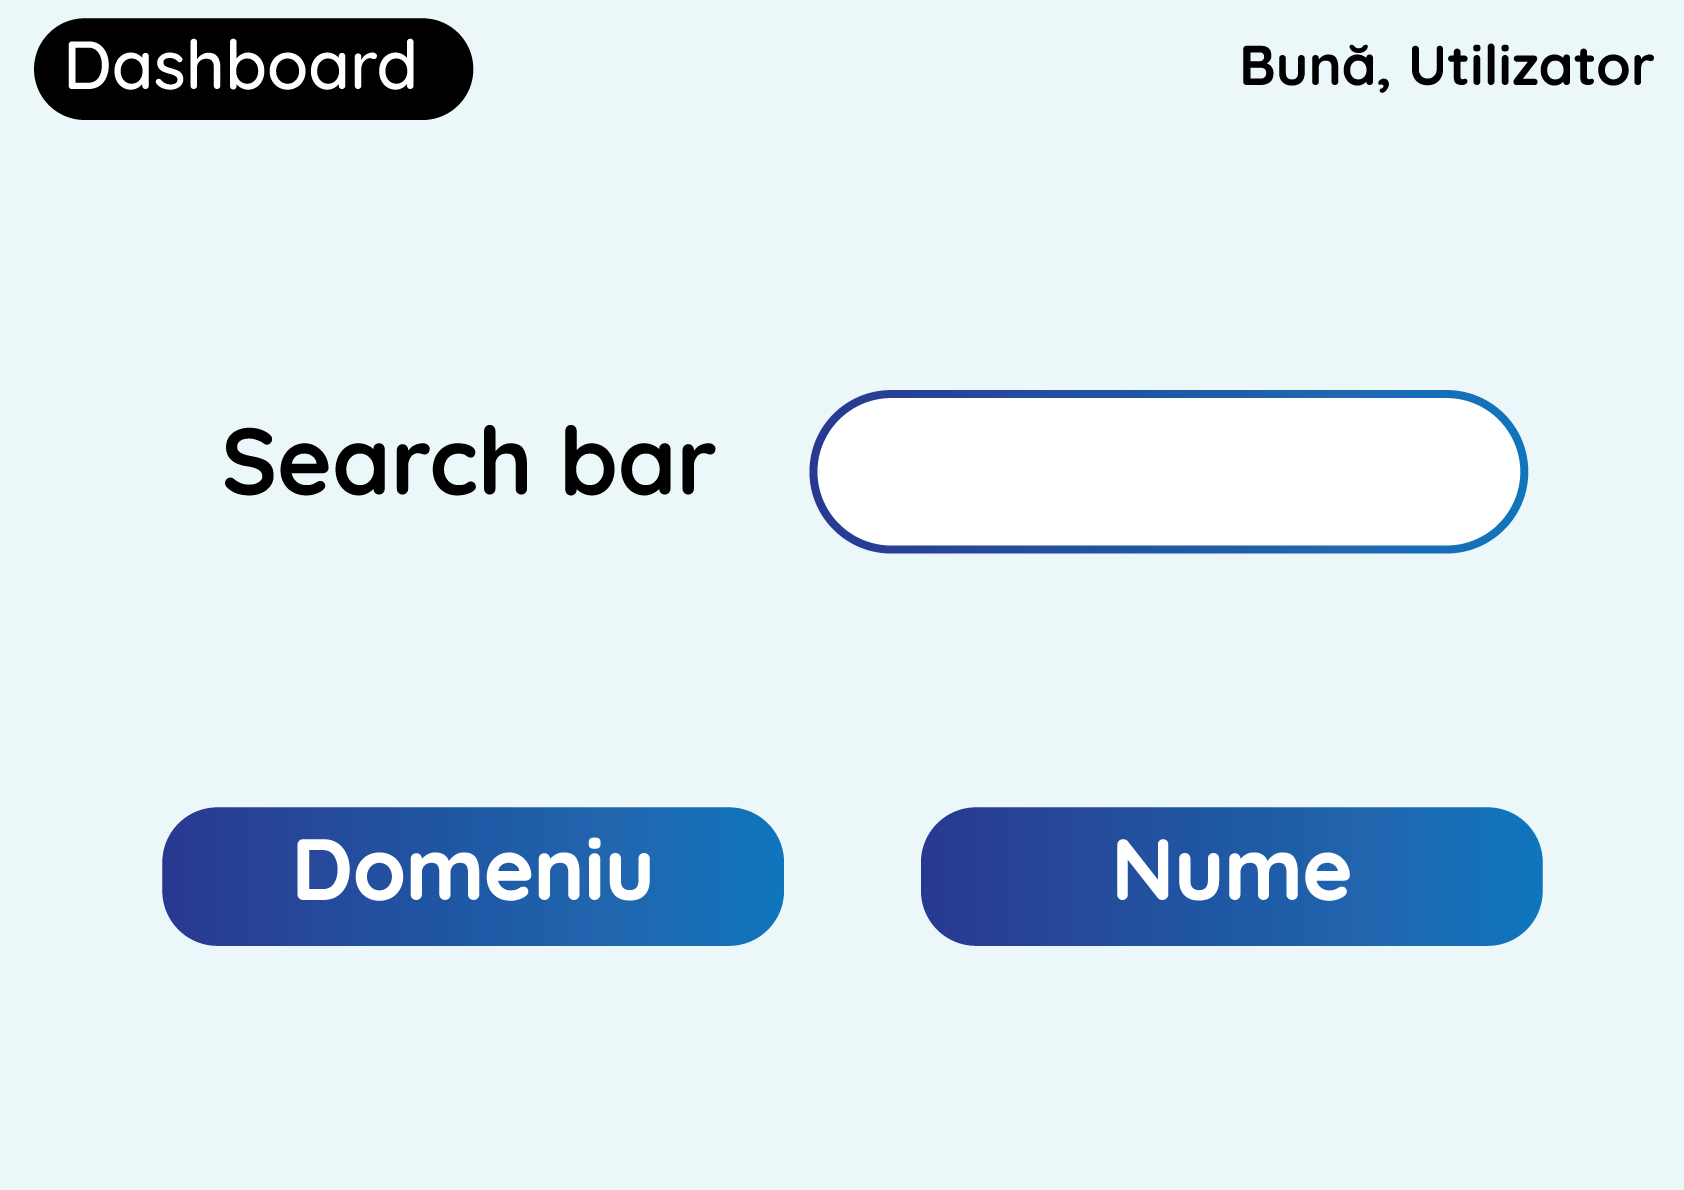 Dashboard
Bună, Utilizator
Search bar
Domeniu
Nume